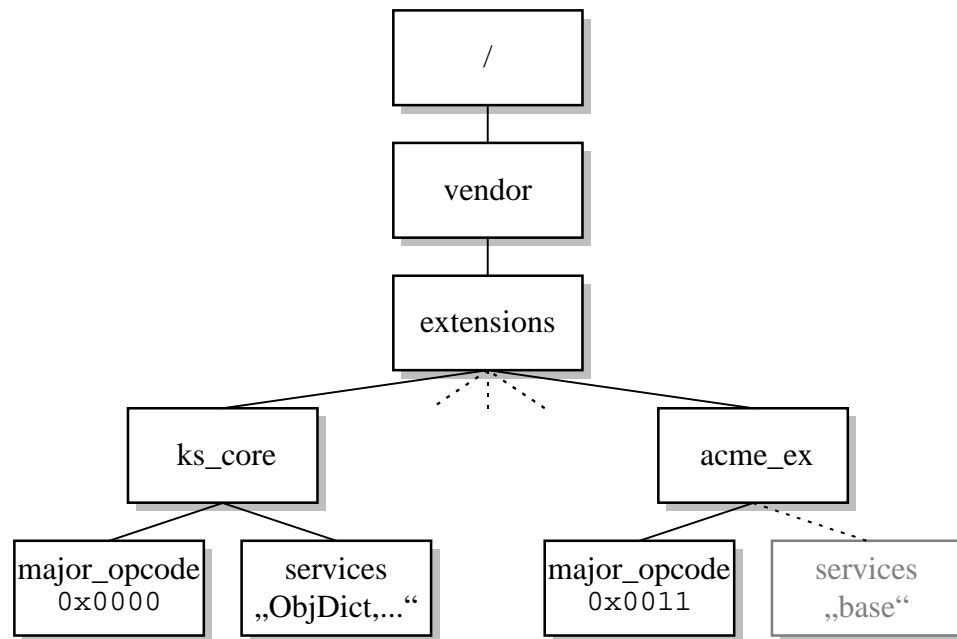 /
vendor
extensions
ks_core
acme_ex
major_opcode
0x0000
services
„ObjDict,...“
major_opcode
0x0011
services
„base“